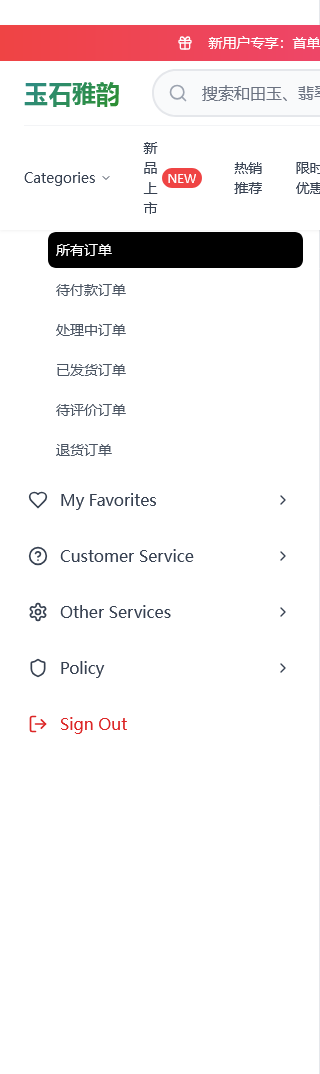 新用户专享：首单
玉石雅韵
搜索和田玉、翡翠
Categories
新品上市
NEW
热销推荐
限时优惠
所有订单
待付款订单
处理中订单
已发货订单
待评价订单
退货订单
My Favorites
Customer Service
Other Services
Policy
Sign Out